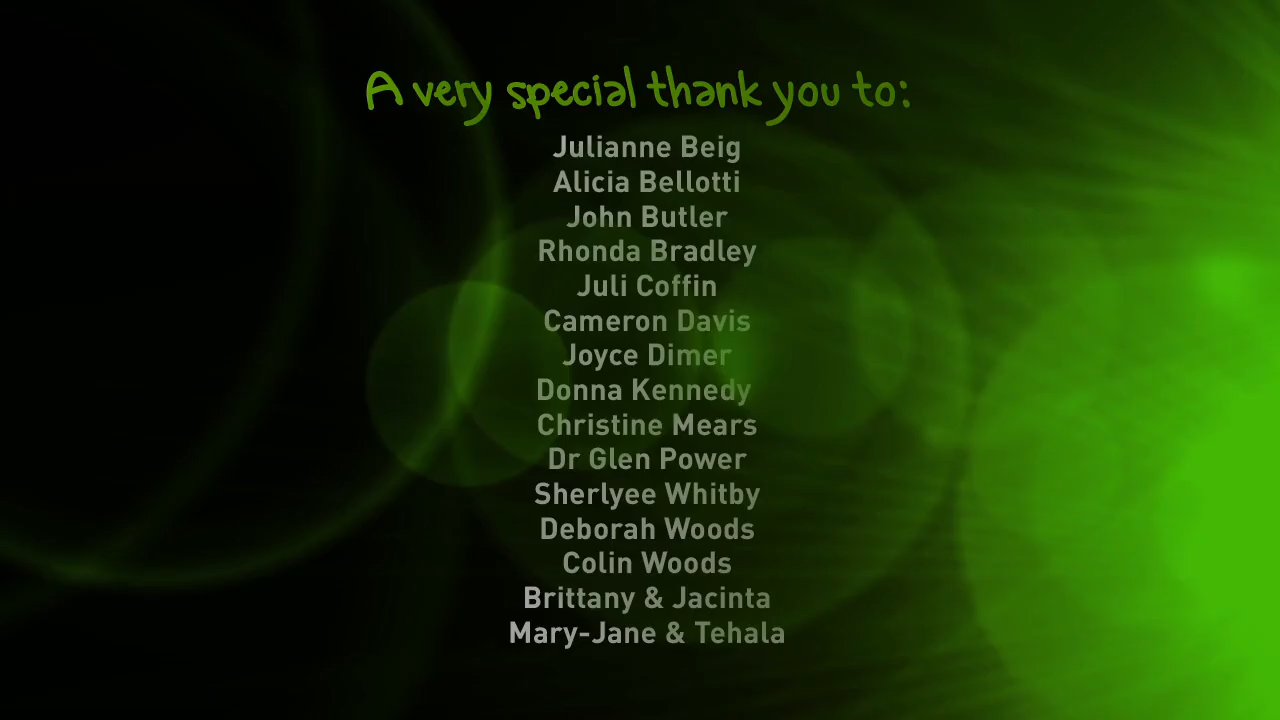 A very special thank you to:
Julianne Beig
Alicia Bellotti
John Butler
Rhonda Bradley
Juli Coffin
Cameron Davis
Joyce Dimer
Donna Kennedy
Christine Mears
Dr Glen Power
Sherlyee Whitby
Deborah Woods
Colin Woods
Brittany & Jacinta
Mary-Jane & Tehala